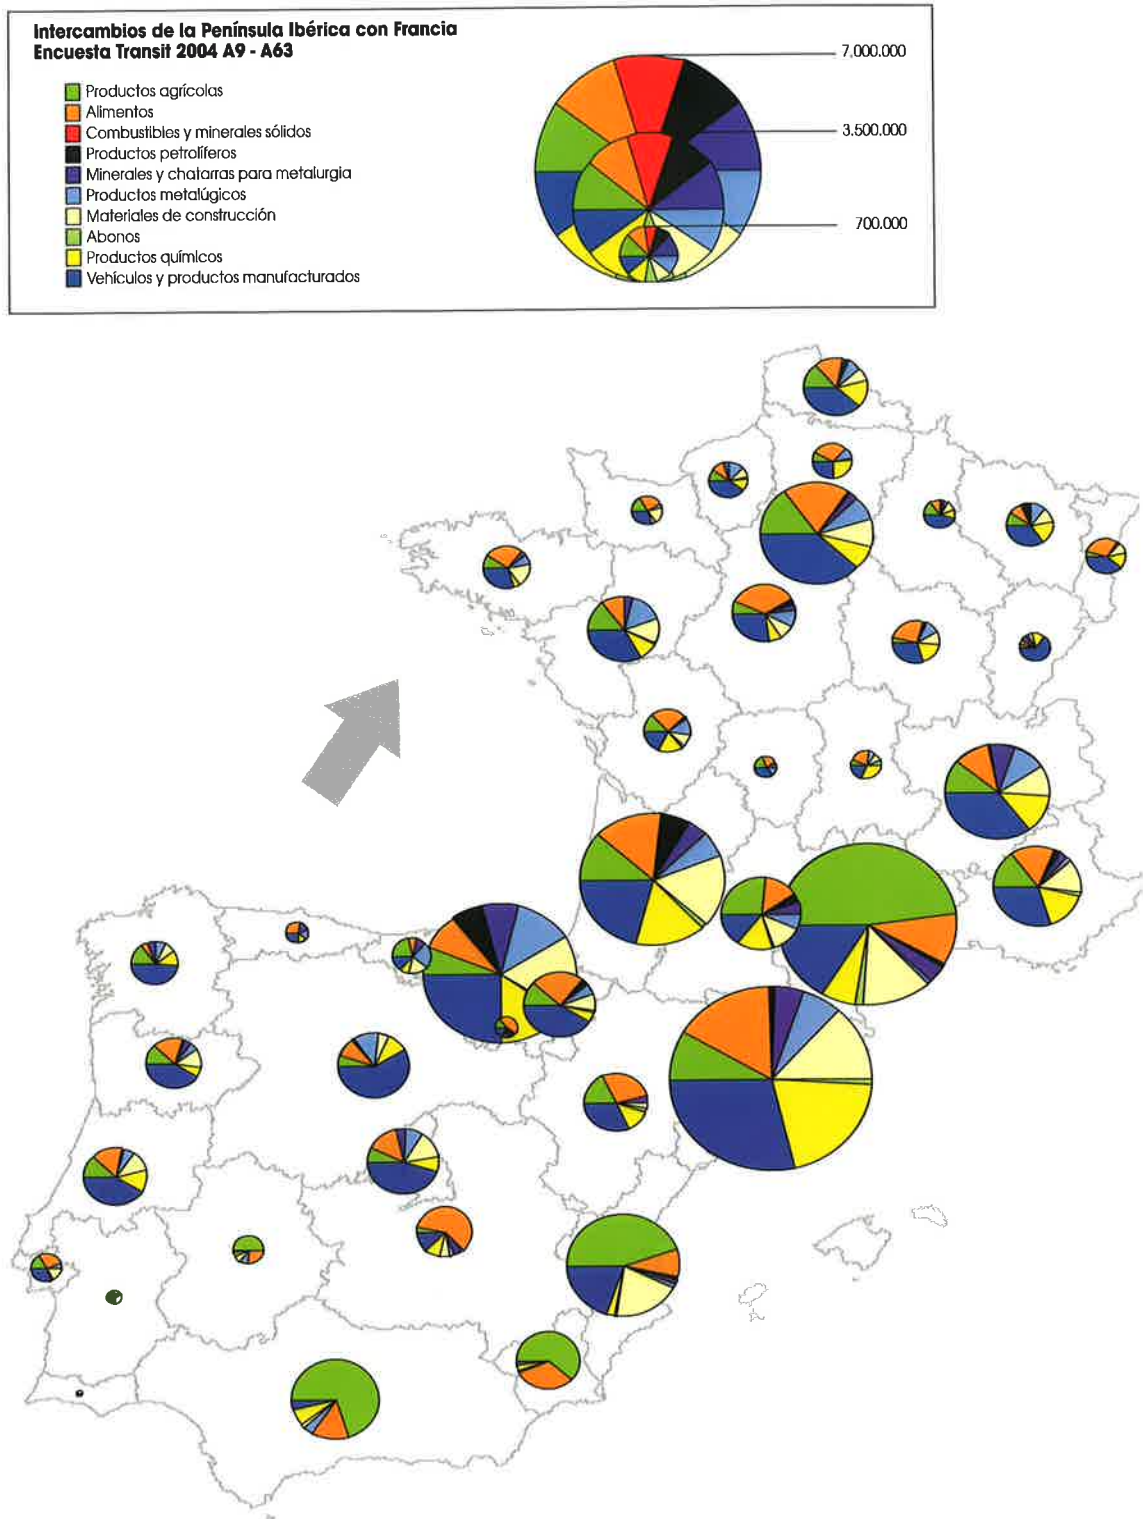 Intercambios de la Península Ibérica con Francia
Encuesta Transit 2004 A9 - A63
Productos agrícolas
Alimentos
Combustibles y minerales sólidos
Productos petrolíferos
Minerales y chatarras para metalurgia
Productos metalúgicos
Materiales de construcción
Abonos
Productos químicos
Vehículos y productos manufacturados
7.000.000
3.500.000
700.000